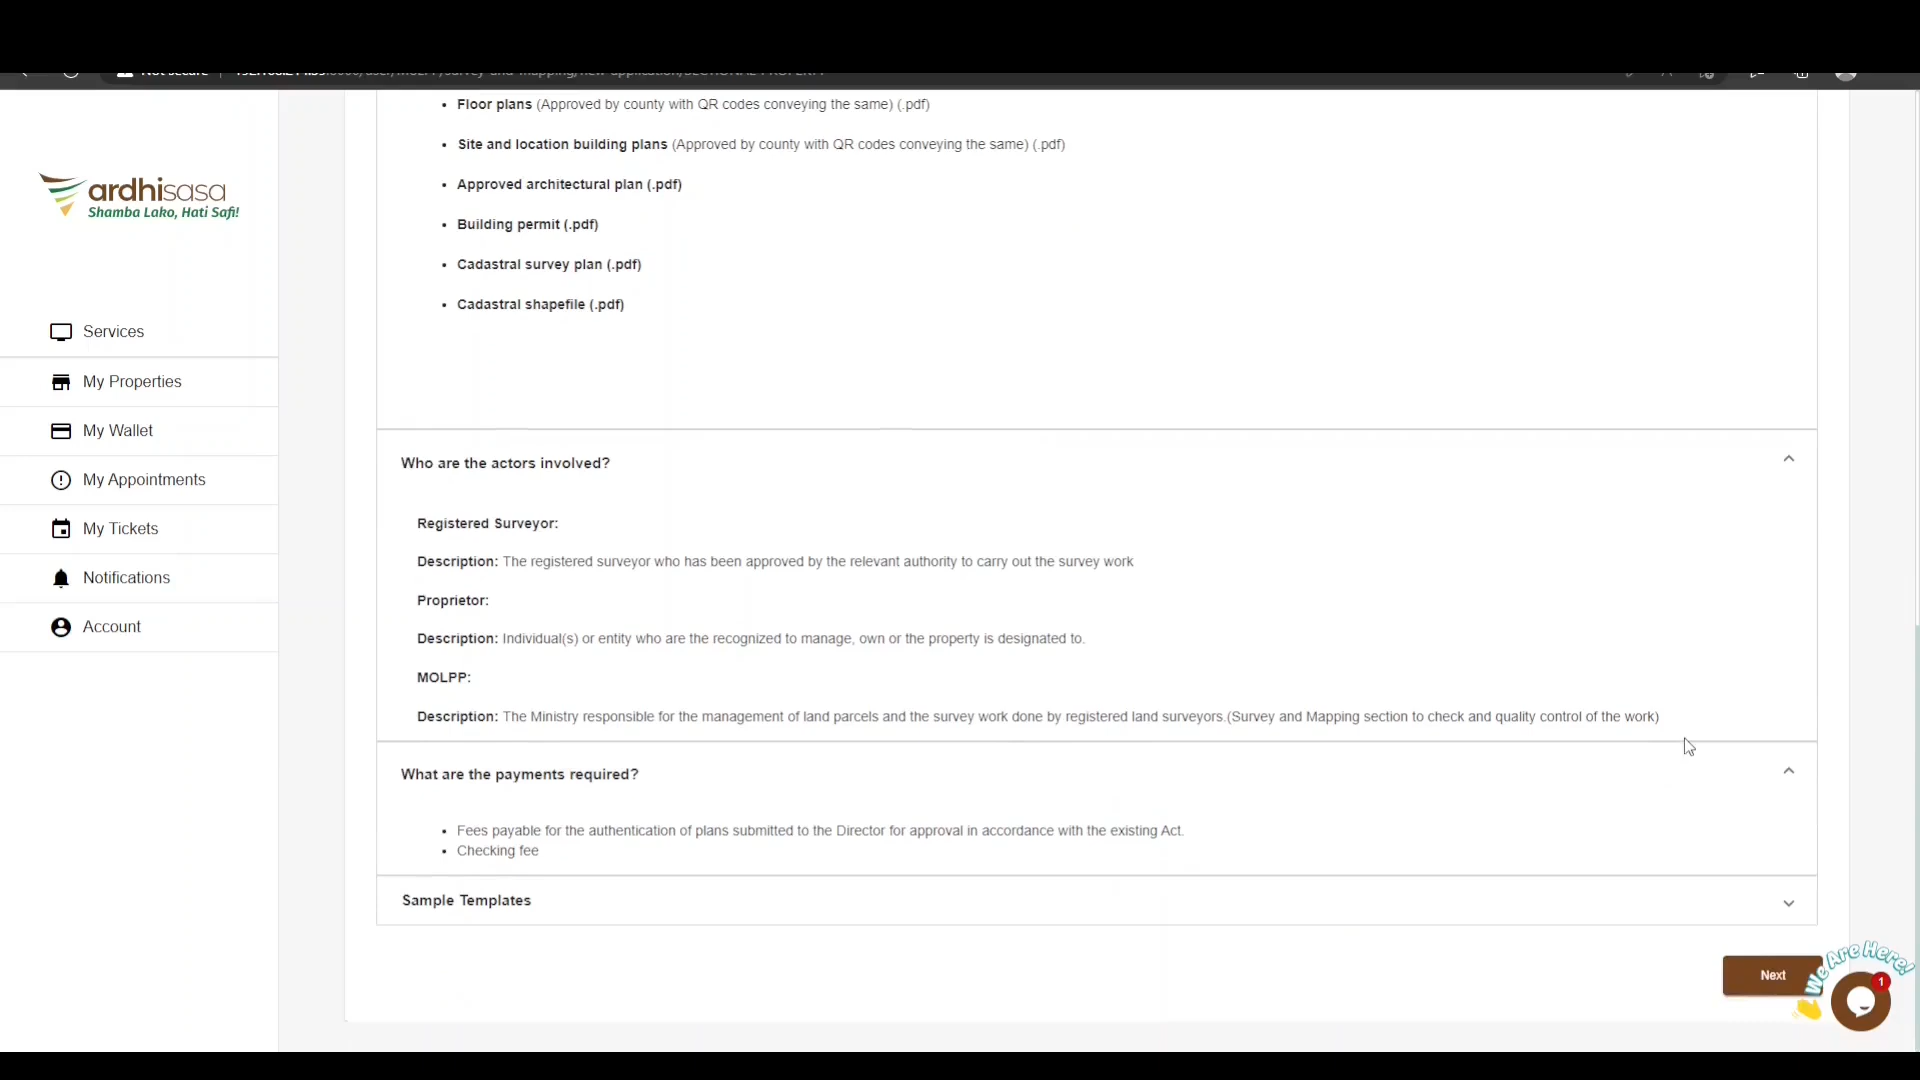 Not secure
Floor plans (Approved by county with QR codes conveying the same) (.pdf)
Site and location building plans (Approved by county with QR codes conveying the same) (.pdf)
Approved architectural plan (.pdf)
Building permit (.pdf)
Cadastral survey plan (.pdf)
Cadastral shapefile (.pdf)
ardhisasa
Shamba Lako, Hati Safi!
Services
My Properties
My Wallet
My Appointments
My Tickets
Notifications
Account
Who are the actors involved?
Registered Surveyor:
Description: The registered surveyor who has been approved by the relevant authority to carry out the survey work
Proprietor:
Description: Individual(s) or entity who are the recognized to manage, own or the property is designated to.
MOLPP:
Description: The Ministry responsible for the management of land parcels and the survey work done by registered land surveyors.(Survey and Mapping section to check and quality control of the work)
What are the payments required?
Fees payable for the authentication of plans submitted to the Director for approval in accordance with the existing Act.
Checking fee
Sample Templates
Next
We Are Here!
1